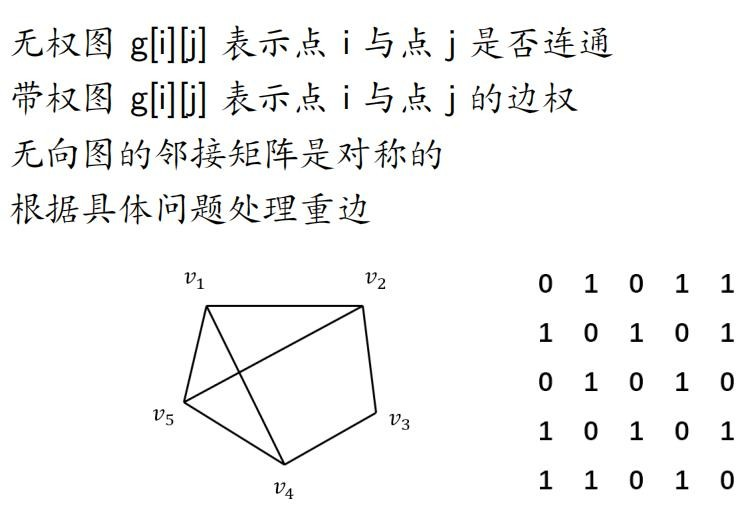 无权图 g[i][j] 表示点 i 与点 j 是否连通
带权图 g[i][j] 表示点 i 与点 j 的边权
无向图的邻接矩阵是对称的
根据具体问题处理重边
v₁
v₂
v₅
v₃
v₄
0 1 0 1 1
1 0 1 0 1
0 1 0 1 0
1 0 1 0 1
1 1 0 1 0